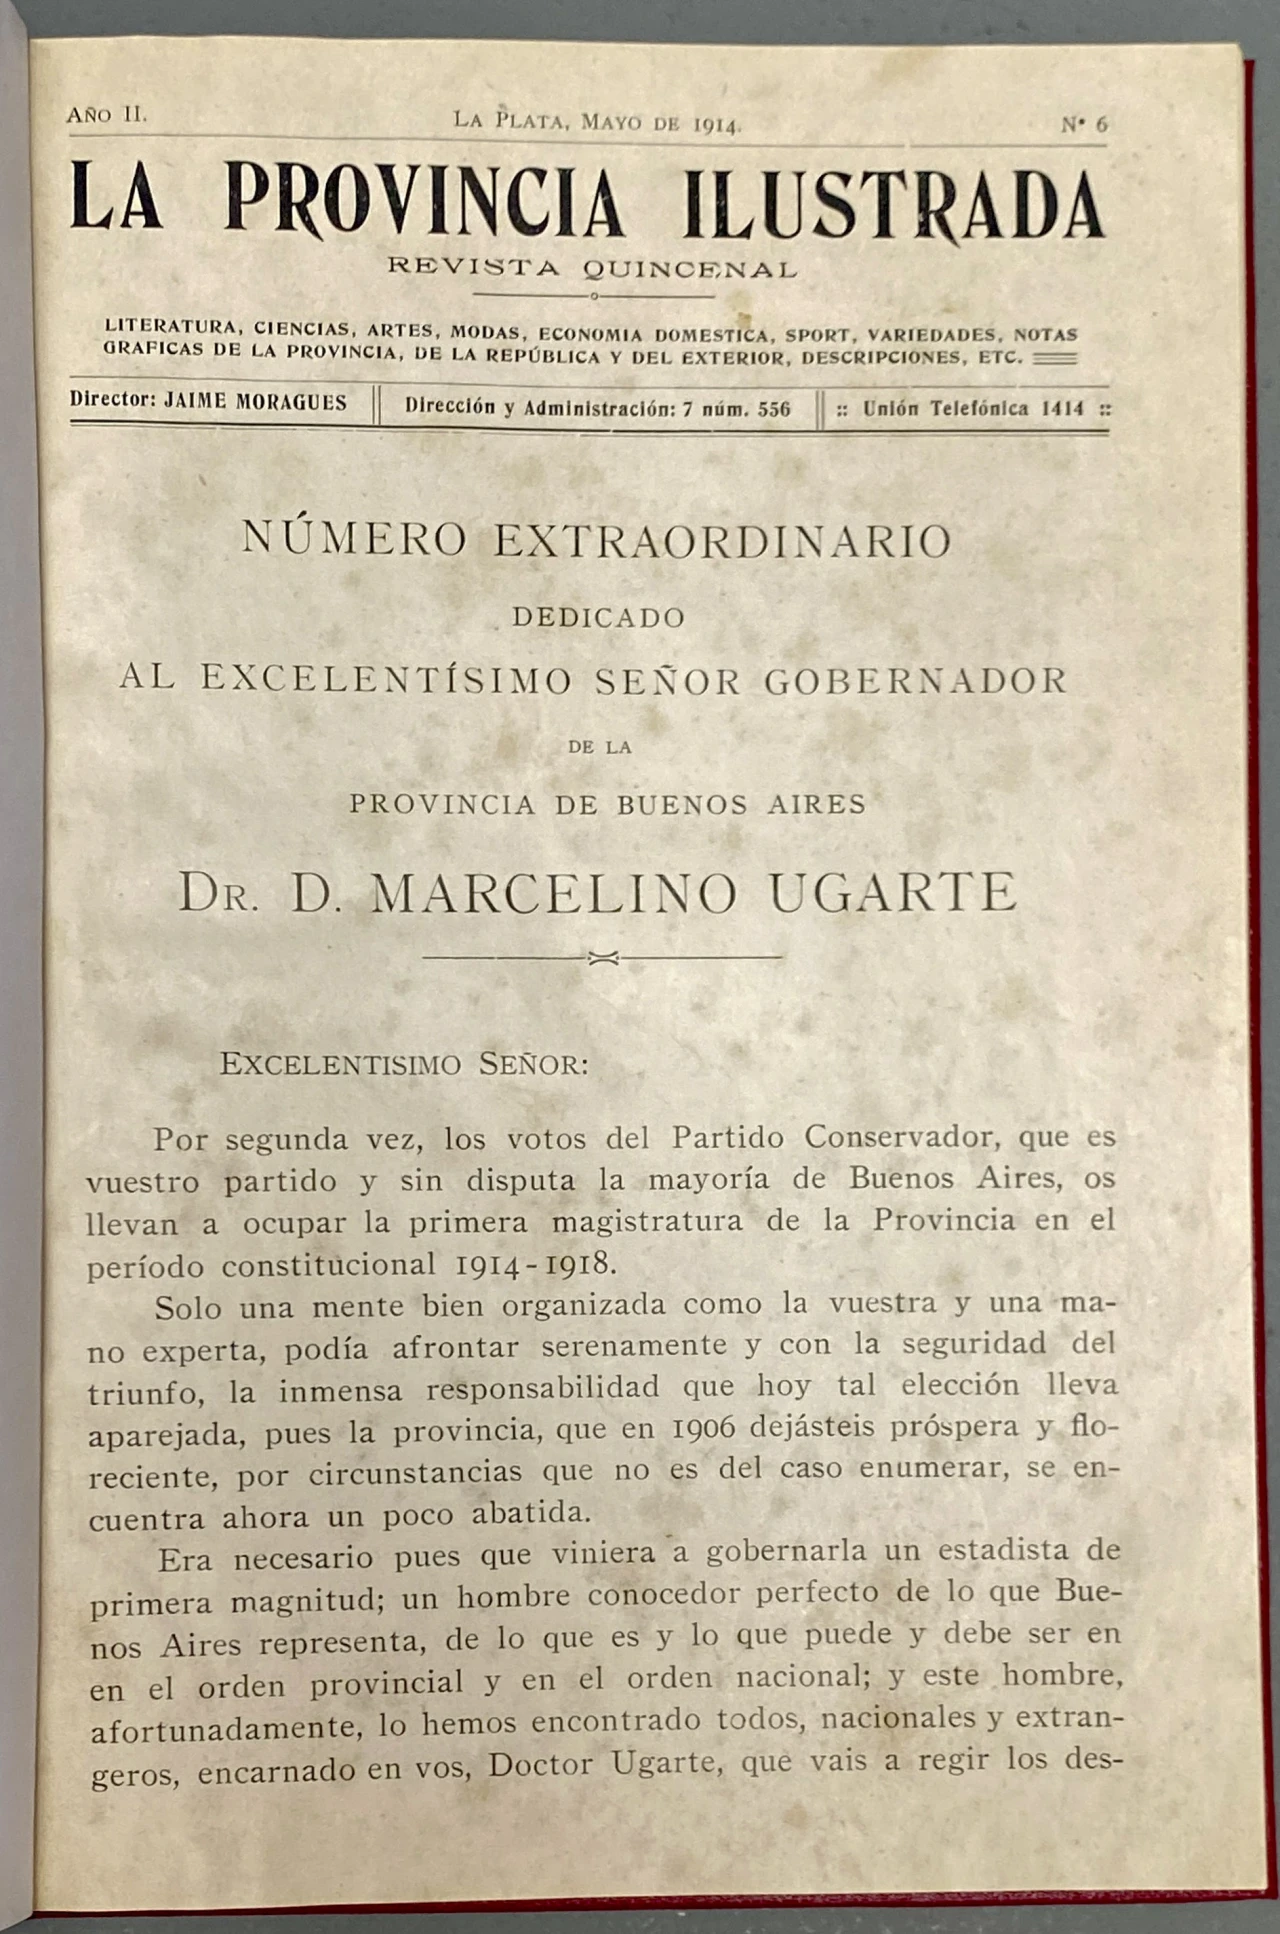 AÑO II.
LA PLATA, MAYO DE 1914.
Nº 6
LA PROVINCIA ILUSTRADA
REVISTA QUINCENAL
LITERATURA, CIENCIAS, ARTES, MODAS, ECONOMIA DOMESTICA, SPORT, VARIEDADES, NOTAS
GRAFICAS DE LA PROVINCIA, DE LA REPÚBLICA Y DEL EXTERIOR, DESCRIPCIONES, ETC.
Director: JAIME MORAGUES
Dirección y Administración: 7 núm. 556
:: Unión Telefónica 1414 ::
NÚMERO EXTRAORDINARIO
DEDICADO
AL EXCELENTÍSIMO SEÑOR GOBERNADOR
DE LA
PROVINCIA DE BUENOS AIRES
DR. D. MARCELINO UGARTE
EXCELENTISIMO SEÑOR:
Por segunda vez, los votos del Partido Conservador, que es
vuestro partido y sin disputa la mayoría de Buenos Aires, os
llevan a ocupar la primera magistratura de la Provincia en el
período constitucional 1914-1918.
Solo una mente bien organizada como la vuestra y una ma-
no experta, podía afrontar serenamente y con la seguridad del
triunfo, la inmensa responsabilidad que hoy tal elección lleva
aparejada, pues la provincia, que en 1906 dejásteis próspera y flo-
reciente, por circunstancias que no es del caso enumerar, se en-
cuentra ahora un poco abatida.
Era necesario pues que viniera a gobernarla un estadista de
primera magnitud; un hombre conocedor perfecto de lo que Bue-
nos Aires representa, de lo que es y lo que puede y debe ser en
en el orden provincial y en el orden nacional; y este hombre,
afortunadamente, lo hemos encontrado todos, nacionales y extran-
geros, encarnado en vos, Doctor Ugarte, que vais a regir los des-